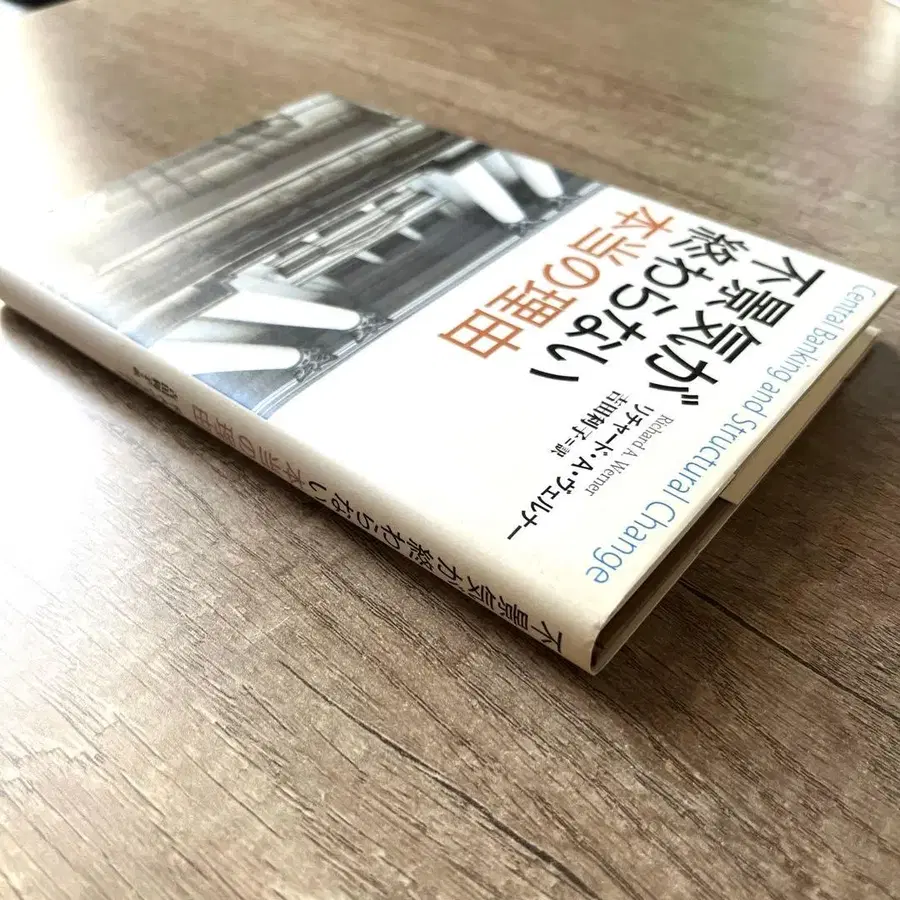 Central Banking and Structural Change
不景気が
終わらない
本当の理由
Richard A. Werner
リチャード・A・ヴェルナー
吉田利子=訳
不景気が終わらない本当の理由